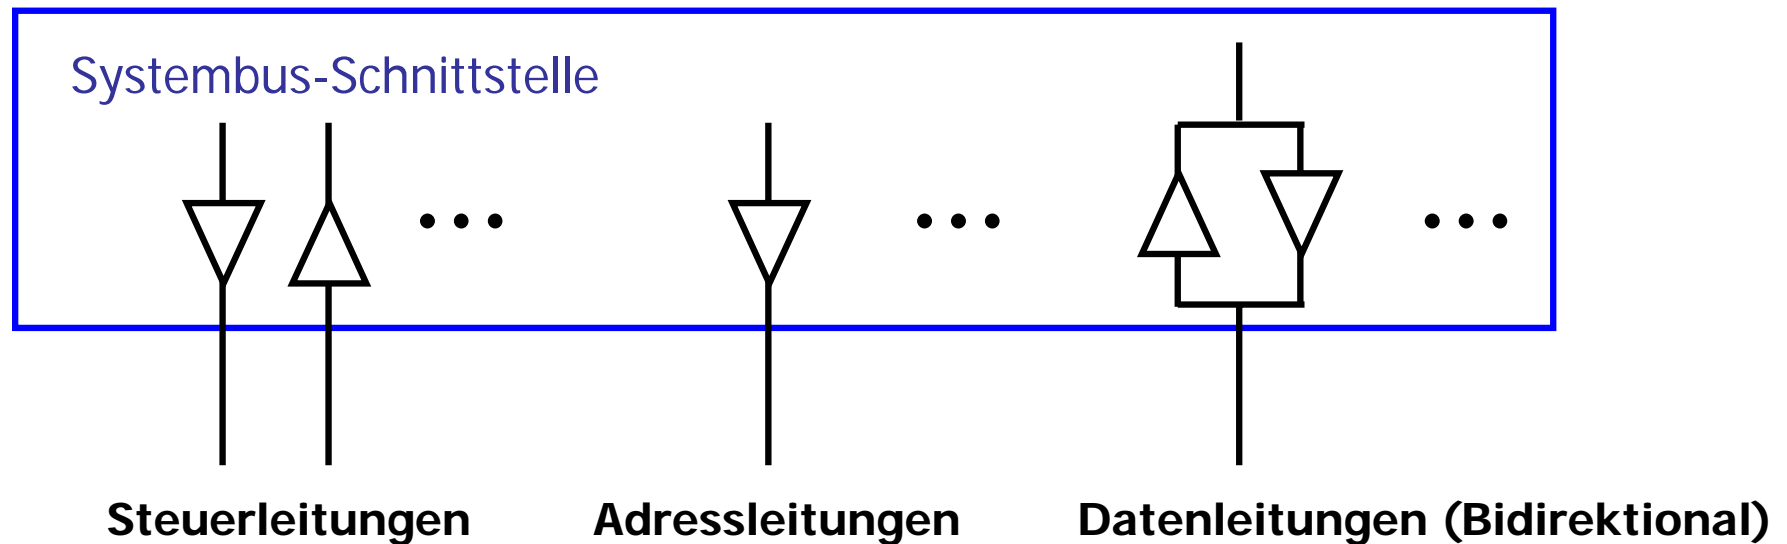 Systembus-Schnittstelle
Steuerleitungen
Adressleitungen
Datenleitungen (Bidirektional)